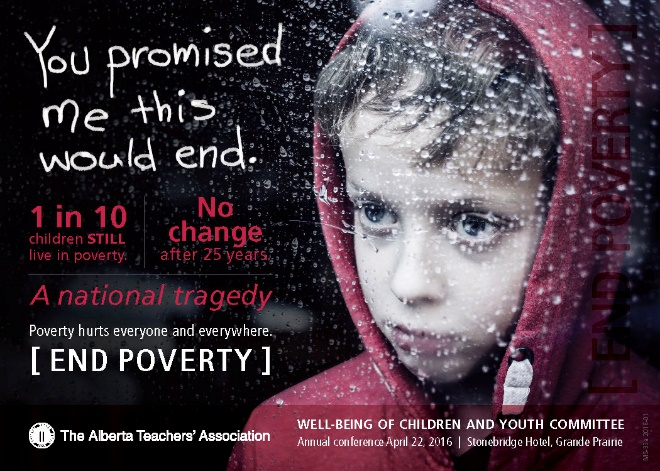 You promised
me this
would end.
1 in 10
children STILL
live in poverty.
No
change
after 25 years.
A national tragedy
Poverty hurts everyone and everywhere.
[ END POVERTY ]
[ END POVERTY ]
The Alberta Teachers' Association
WELL-BEING OF CHILDREN AND YOUTH COMMITTEE
Annual conference April 22, 2016 | Stonebridge Hotel, Grande Prairie